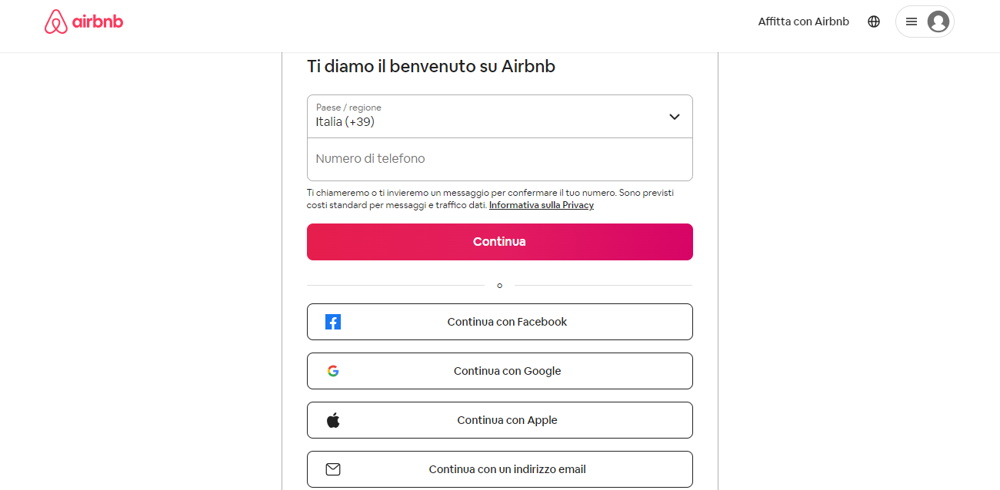 airbnb
Affitta con Airbnb
Ti diamo il benvenuto su Airbnb
Paese / regione
Italia (+39)
Numero di telefono
Ti chiameremo o ti invieremo un messaggio per confermare il tuo numero. Sono previsti
costi standard per messaggi e traffico dati. Informativa sulla Privacy
Continua
o
Continua con Facebook
Continua con Google
Continua con Apple
Continua con un indirizzo email